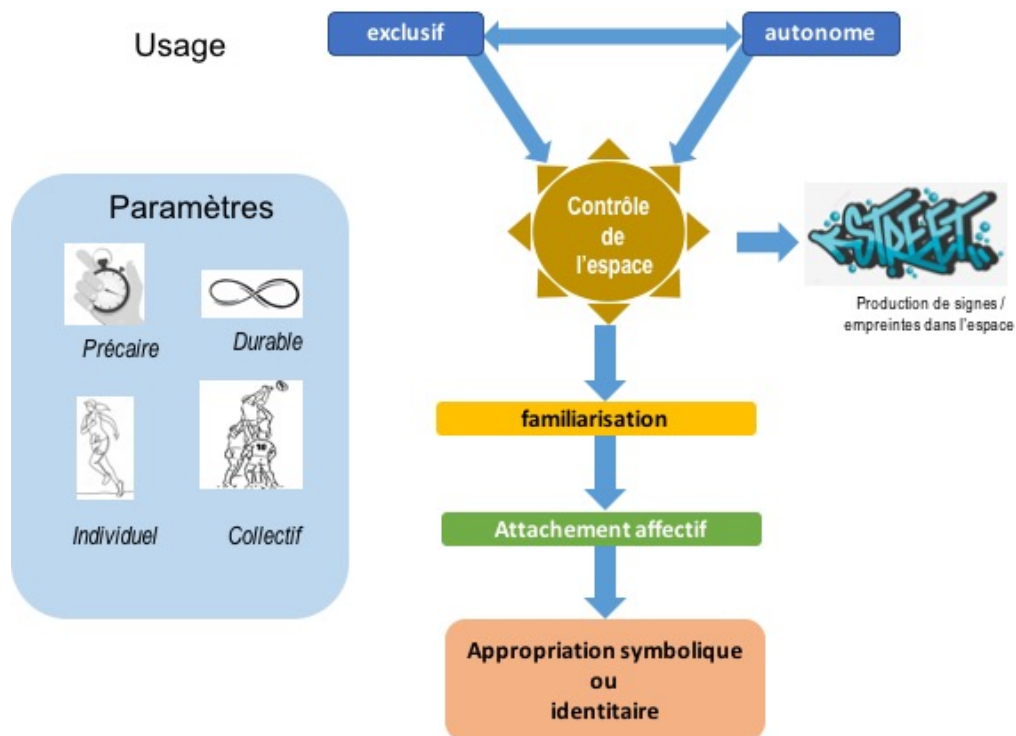 Usage
exclusif
autonome
Paramètres
Précaire
Durable
Individuel
Collectif
Contrôle
de
l'espace
STREET
Production de signes /
empreintes dans l'espace
familiarisation
Attachement affectif
Appropriation symbolique
ou
identitaire